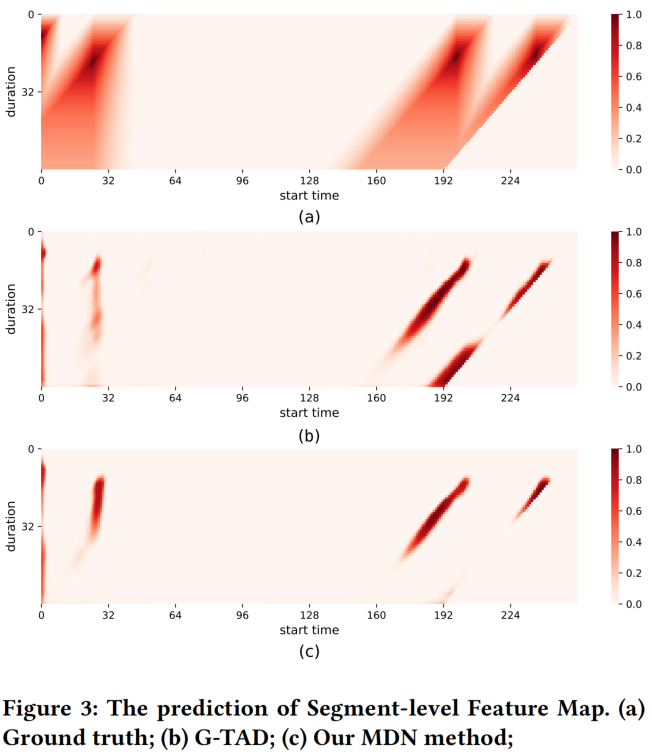 1.0
0.8
0.6
0.4
0.2
0.0
duration
32
0 32 64 96 128 160 192 224
start time
(a)
0
1.0
0.8
0.6
0.4
0.2
0.0
duration
32
0 32 64 96 128 160 192 224
start time
(b)
0
1.0
0.8
0.6
0.4
0.2
0.0
duration
32
0 32 64 96 128 160 192 224
start time
(c)
Figure 3: The prediction of Segment-level Feature Map. (a)
Ground truth; (b) G-TAD; (c) Our MDN method;